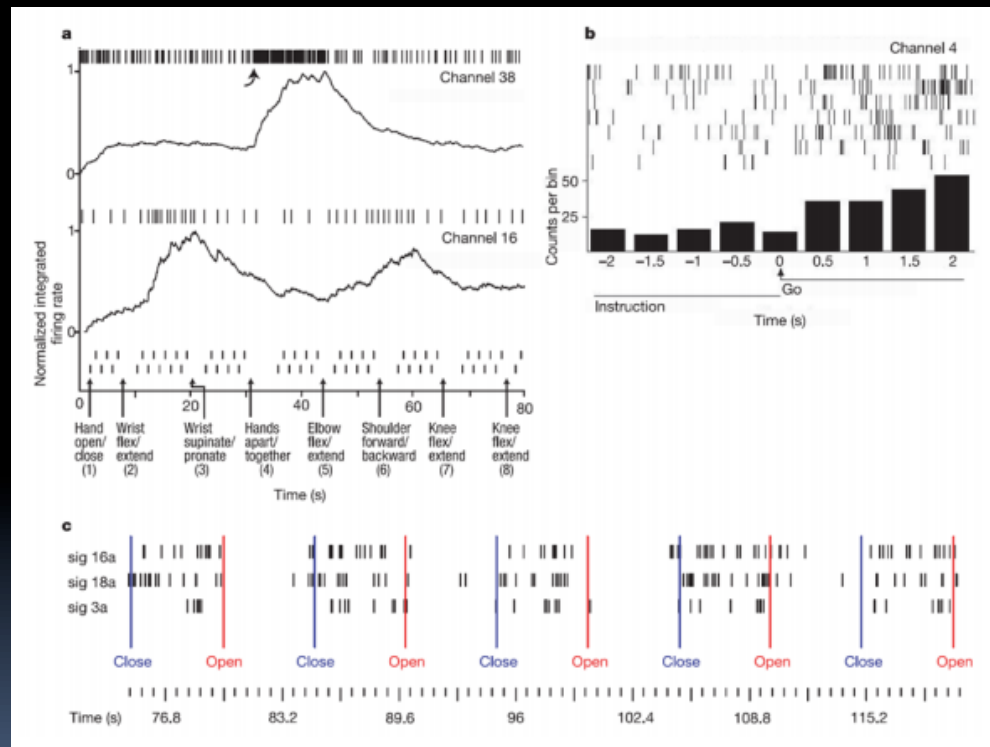 a
Channel 38
1
0
Channel 16
1
0
Normalized integrated
firing rate
0 20 40 60 80
Hand
open/
close
(1)
Wrist
flex/
extend
(2)
Wrist
supinate/
pronate
(3)
Hands
apart/
together
(4)
Elbow
flex/
extend
(5)
Shoulder
forward/
backward
(6)
Knee
flex/
extend
(7)
Knee
flex/
extend
(8)
Time (s)
b
Channel 4
Counts per bin
50
25
−2 −1.5 −1 −0.5 0 0.5 1 1.5 2
Go
Instruction
Time (s)
c
sig 16a
sig 18a
sig 3a
Close Open Close Open Close Open Close Open Close Open
Time (s) 76.8 83.2 89.6 96 102.4 108.8 115.2